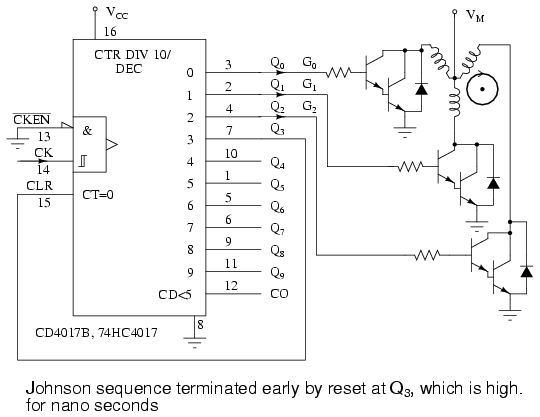 V_CC
V_M
16
CTR DIV 10/
DEC
0 3 Q_0 G_0
1 2 Q_1 G_1
2 4 Q_2 G_2
3 7 Q_3
4 10 Q_4
5 1 Q_5
6 5 Q_6
7 6 Q_7
8 9 Q_8
9 11 Q_9
CD<5 12 CO
CKEN
13
&
CK
14
CLR
15
CT=0
8
CD4017B, 74HC4017
Johnson sequence terminated early by reset at Q_3, which is high.
for nano seconds